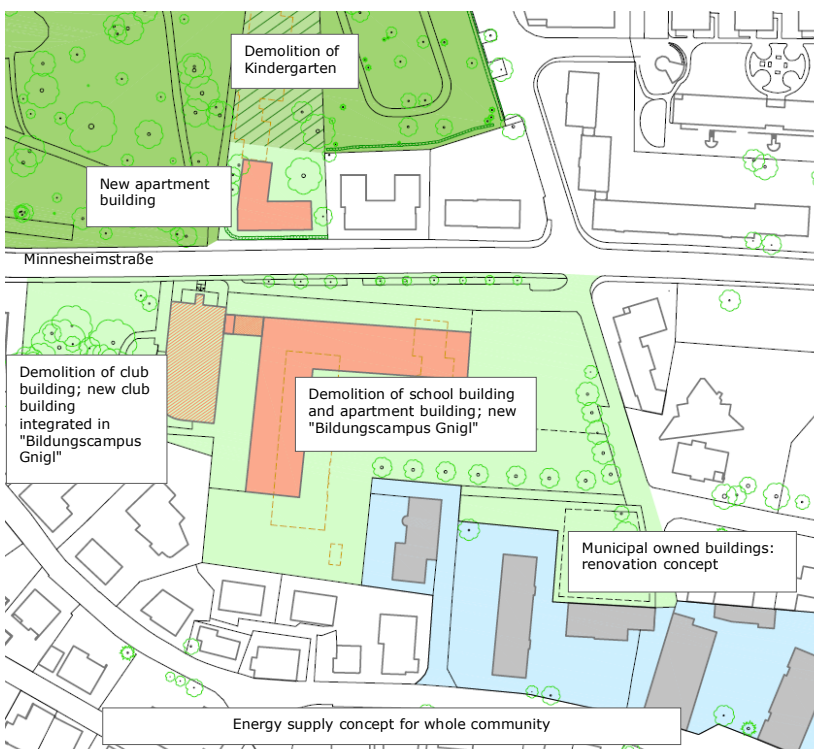 Demolition of
Kindergarten
New apartment
building
Minnesheimstraße
Demolition of club
building; new club
building
integrated in
"Bildungscampus
Gnigl"
Demolition of school building
and apartment building; new
"Bildungscampus Gnigl"
Municipal owned buildings:
renovation concept
Energy supply concept for whole community